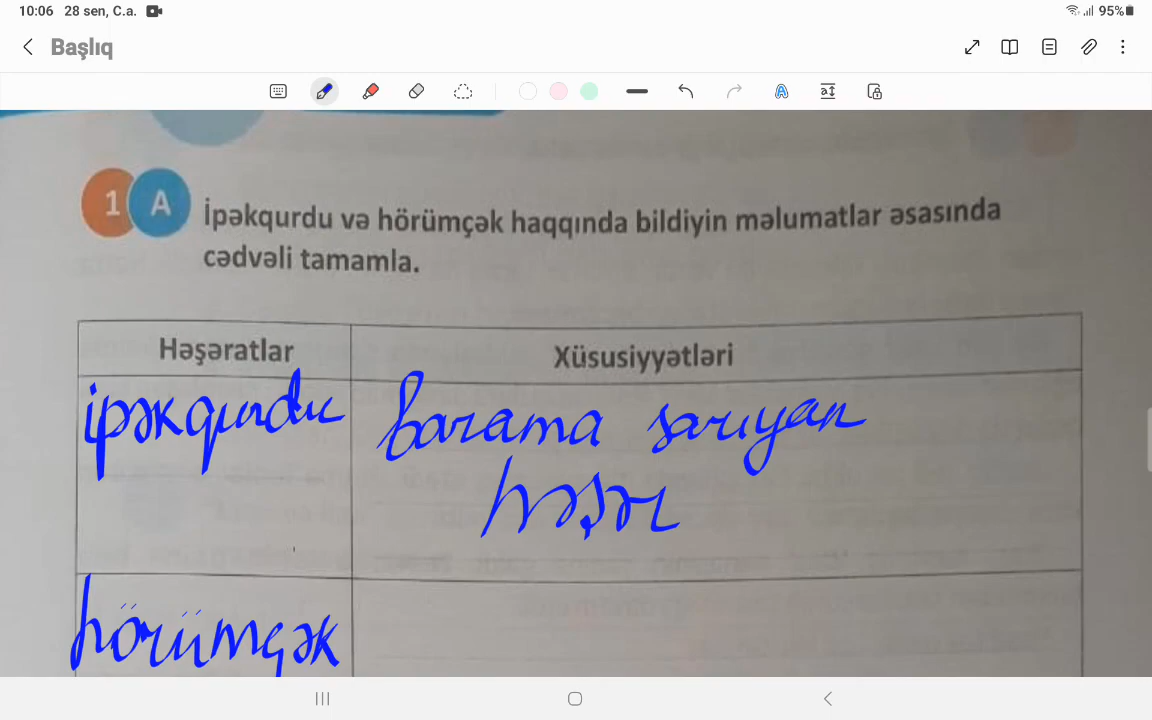 10:06 28 sen, C.a. 95%
Başlıq
1 A İpəkqurdu və hörümçək haqqında bildiyin məlumatlar əsasında
cədvəli tamamla.
Həşəratlar Xüsusiyyətləri
ipəkqurdu barama sarıyan
həşər
hörümçək